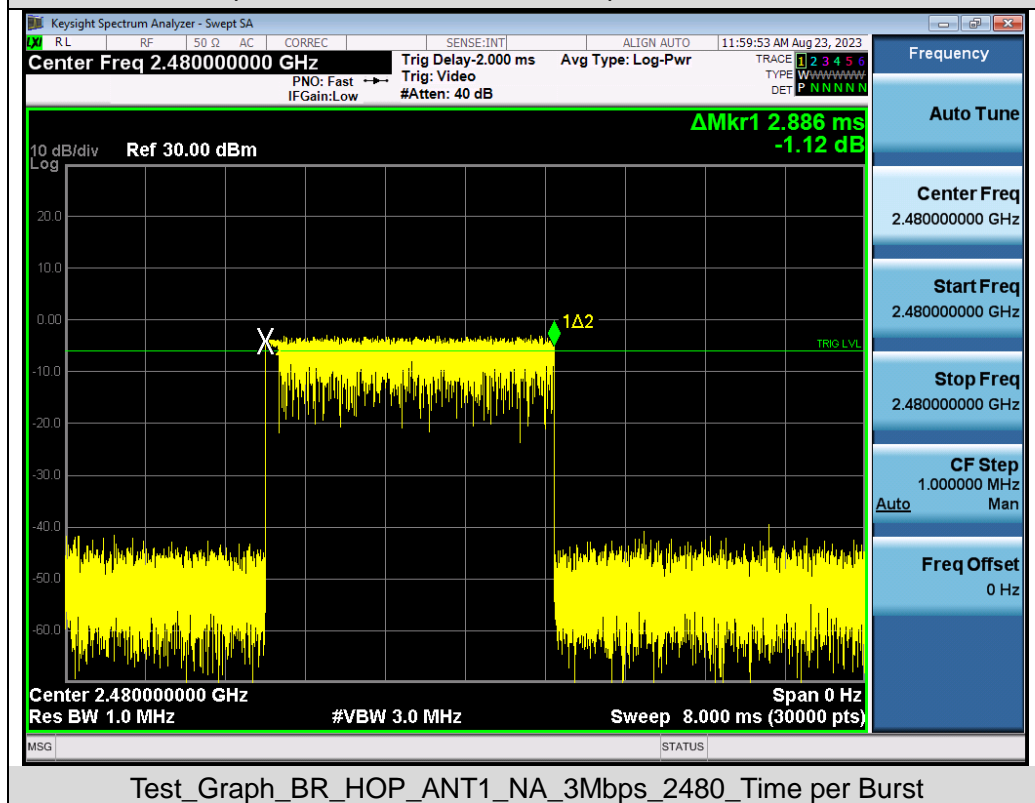 Keysight Spectrum Analyzer - Swept SA
LXI RL RF 50 Ω AC CORREC SENSE:INT ALIGN AUTO 11:59:53 AM Aug 23, 2023
Center Freq 2.480000000 GHz
PNO: Fast
IFGain:Low
Trig Delay-2.000 ms
Trig: Video
#Atten: 40 dB
Avg Type: Log-Pwr
TRACE 1 2 3 4 5 6
TYPE WWWWWW
DET P N N N N N
ΔMkr1 2.886 ms
-1.12 dB
10 dB/div Ref 30.00 dBm
Log
20.0
10.0
0.00
-10.0
-20.0
-30.0
-40.0
-50.0
-60.0
1Δ2
TRIG LVL
Center 2.480000000 GHz Span 0 Hz
Res BW 1.0 MHz #VBW 3.0 MHz Sweep 8.000 ms (30000 pts)
MSG STATUS
Frequency
Auto Tune
Center Freq
2.480000000 GHz
Start Freq
2.480000000 GHz
Stop Freq
2.480000000 GHz
CF Step
1.000000 MHz
Auto Man
Freq Offset
0 Hz
Test_Graph_BR_HOP_ANT1_NA_3Mbps_2480_Time per Burst